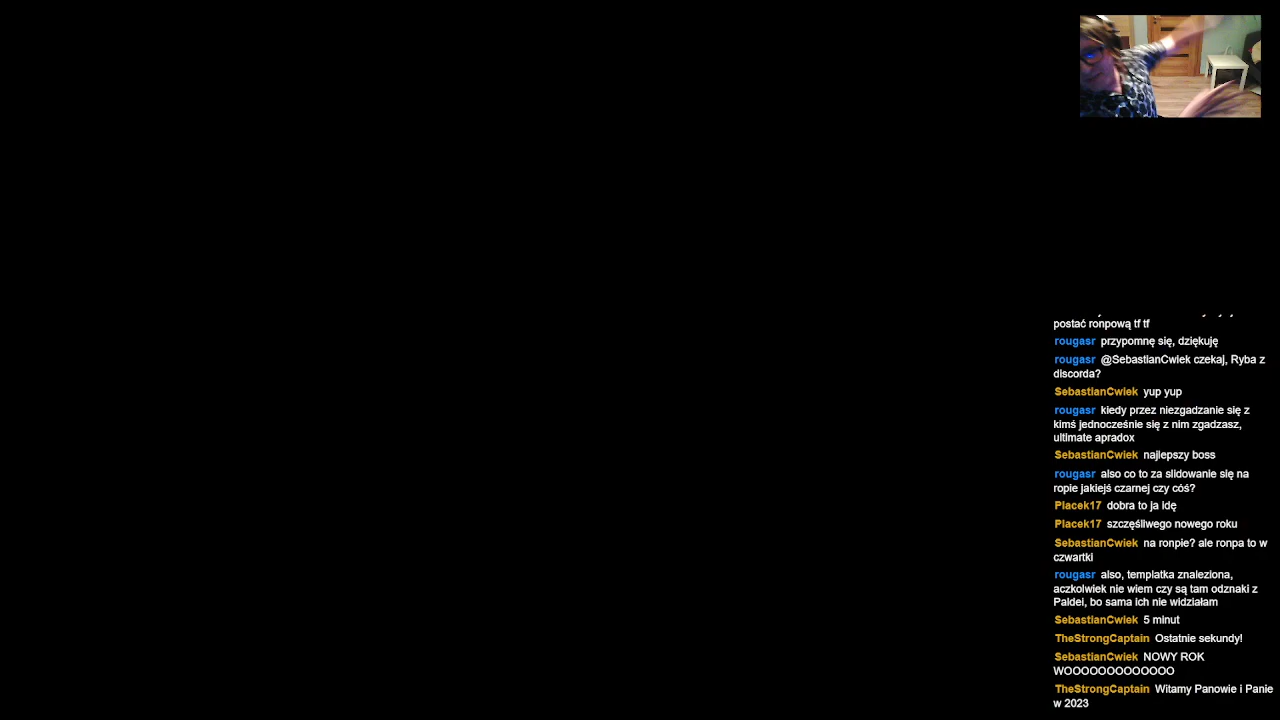 postać ronpową tf tf
rougasr przypomnę się, dziękuję
rougasr @SebastianCwiek czekaj, Ryba z
discorda?
SebastianCwiek yup yup
rougasr kiedy przez niezgadzanie się z
kimś jednocześnie się z nim zgadzasz,
ultimate apradox
SebastianCwiek najlepszy boss
rougasr also co to za slidowanie się na
ropie jakiejś czarnej czy cóś?
Placek17 dobra to ja idę
Placek17 szczęśliwego nowego roku
SebastianCwiek na ronpie? ale ronpa to w
czwartki
rougasr also, templatka znaleziona,
aczkolwiek nie wiem czy są tam odznaki z
Paldei, bo sama ich nie widziałam
SebastianCwiek 5 minut
TheStrongCaptain Ostatnie sekundy!
SebastianCwiek NOWY ROK
WOOOOOOOOOOOOO
TheStrongCaptain Witamy Panowie i Panie
w 2023